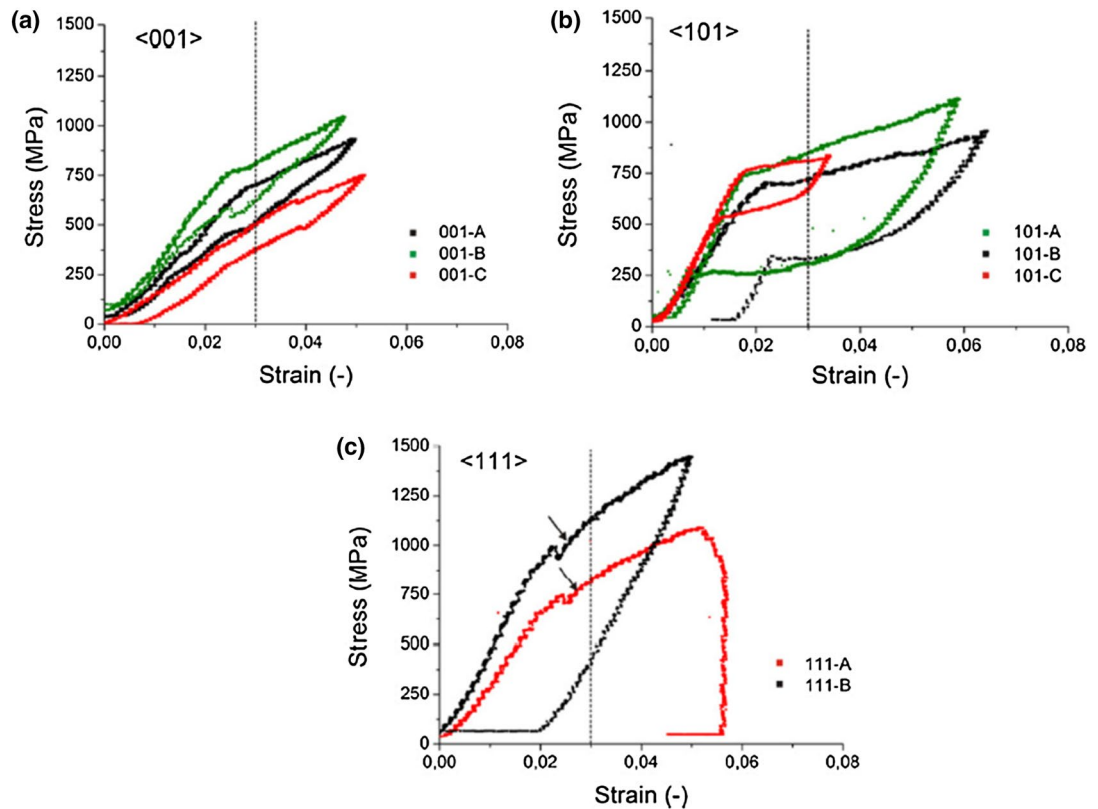 (a)
<001>
Stress (MPa)
1500
1250
1000
750
500
250
0
0,00 0,02 0,04 0,06 0,08
Strain (-)
001-A
001-B
001-C
(b)
<101>
Stress (MPa)
1500
1250
1000
750
500
250
0
0,00 0,02 0,04 0,06 0,08
Strain (-)
101-A
101-B
101-C
(c)
<111>
Stress (MPa)
1500
1250
1000
750
500
250
0
0,00 0,02 0,04 0,06 0,08
Strain (-)
111-A
111-B